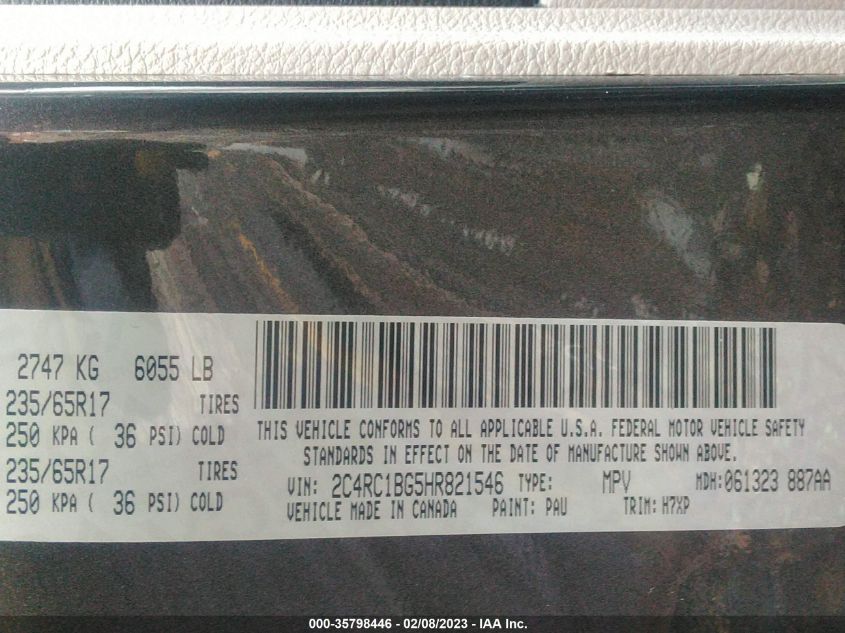 2747 KG 6055 LB
235/65R17 TIRES
250 KPA ( 36 PSI) COLD
235/65R17 TIRES
250 KPA ( 36 PSI) COLD
THIS VEHICLE CONFORMS TO ALL APPLICABLE U.S.A. FEDERAL MOTOR VEHICLE SAFETY
STANDARDS IN EFFECT ON THE DATE OF MANUFACTURE SHOWN ABOVE.
VIN: 2C4RC1BG5HR821546 TYPE: MPV MDH:061323 887AA
VEHICLE MADE IN CANADA PAINT: PAU TRIM: H7XP
000-35798446 - 02/08/2023 - IAA Inc.